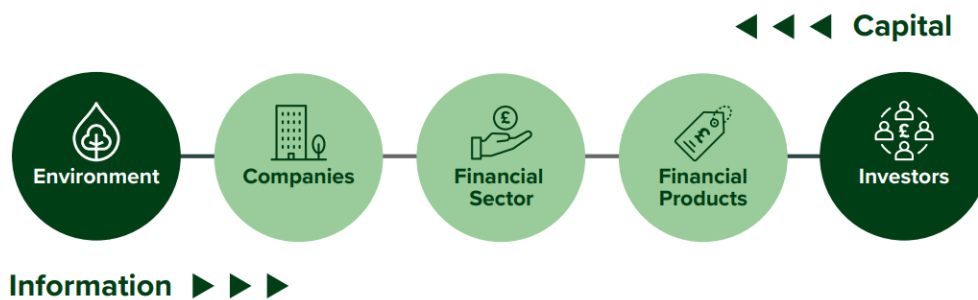 Capital
Environment
Companies
Financial
Sector
Financial
Products
Investors
Information